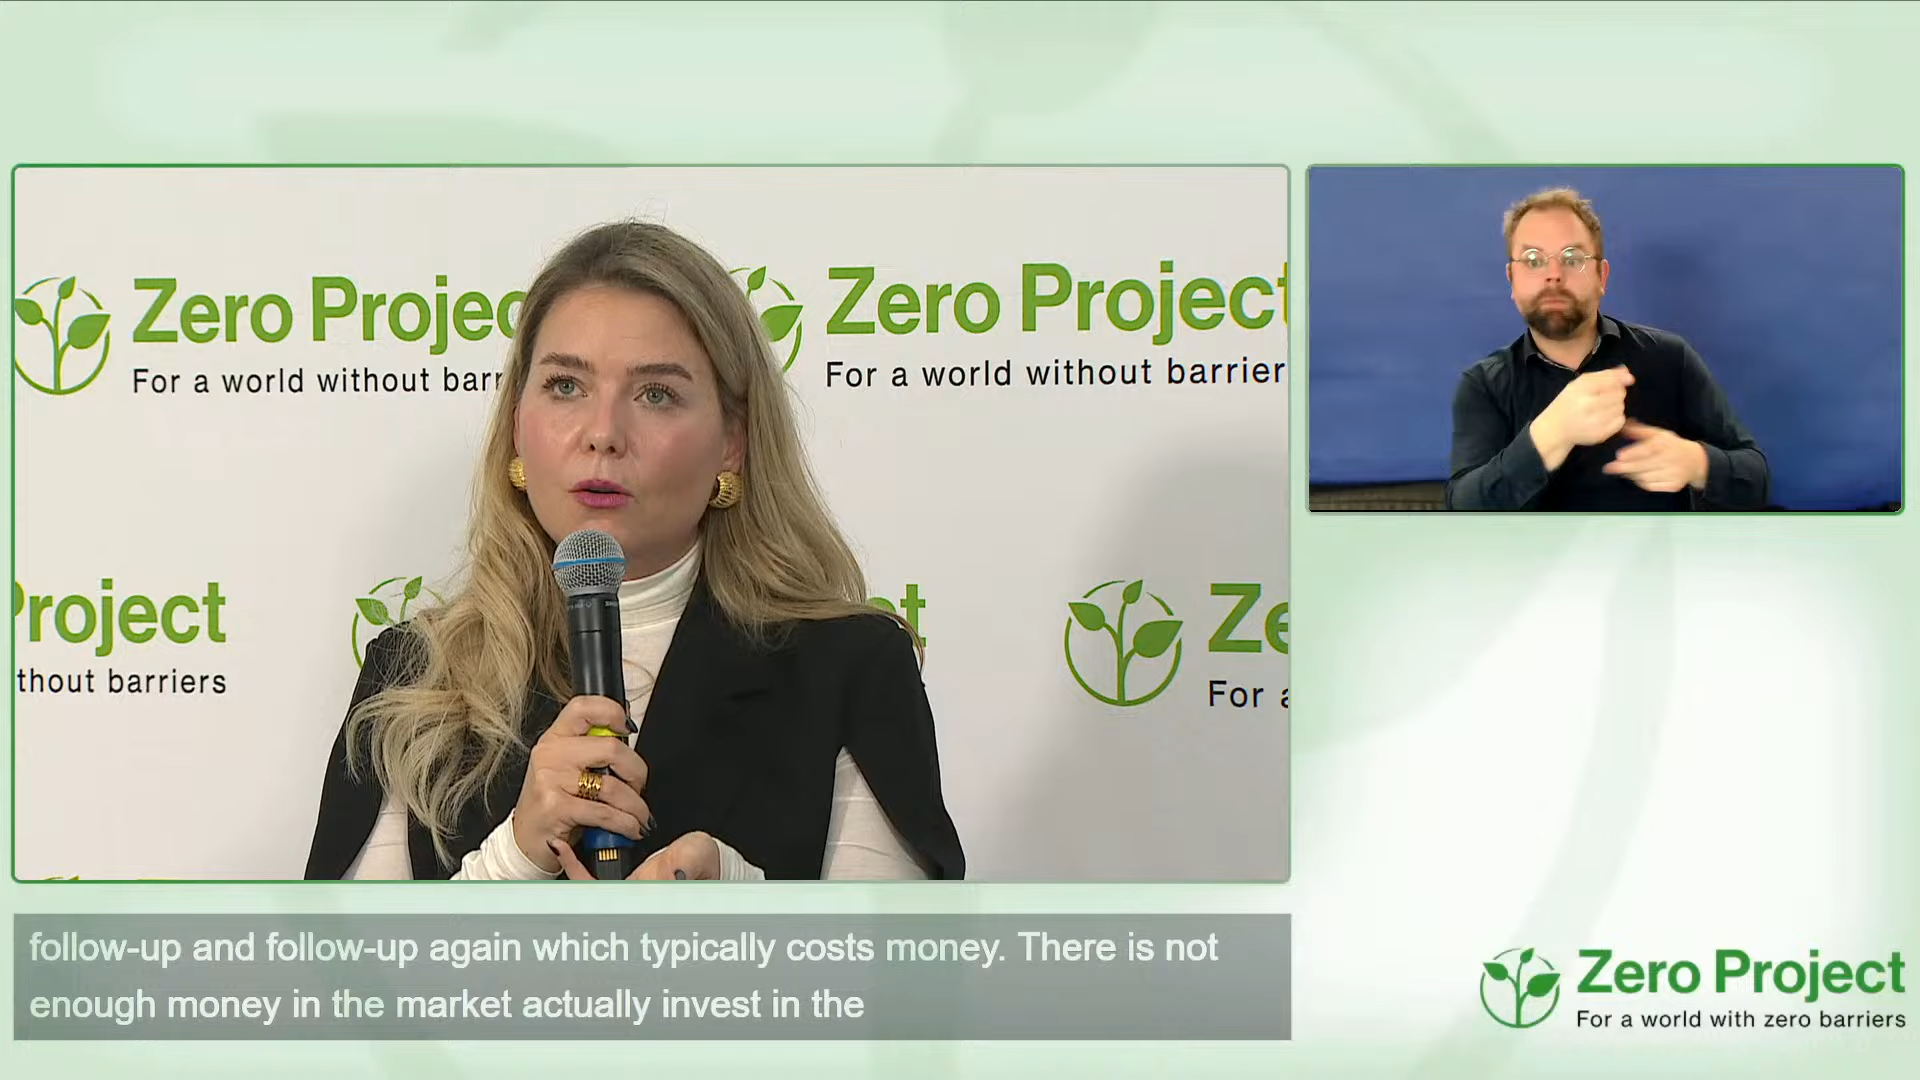 Zero Projec
For a world without barr
Zero Project
For a world without barrier
Project
thout barriers
t
Ze
For a
follow-up and follow-up again which typically costs money. There is not
enough money in the market actually invest in the
Zero Project
For a world with zero barriers